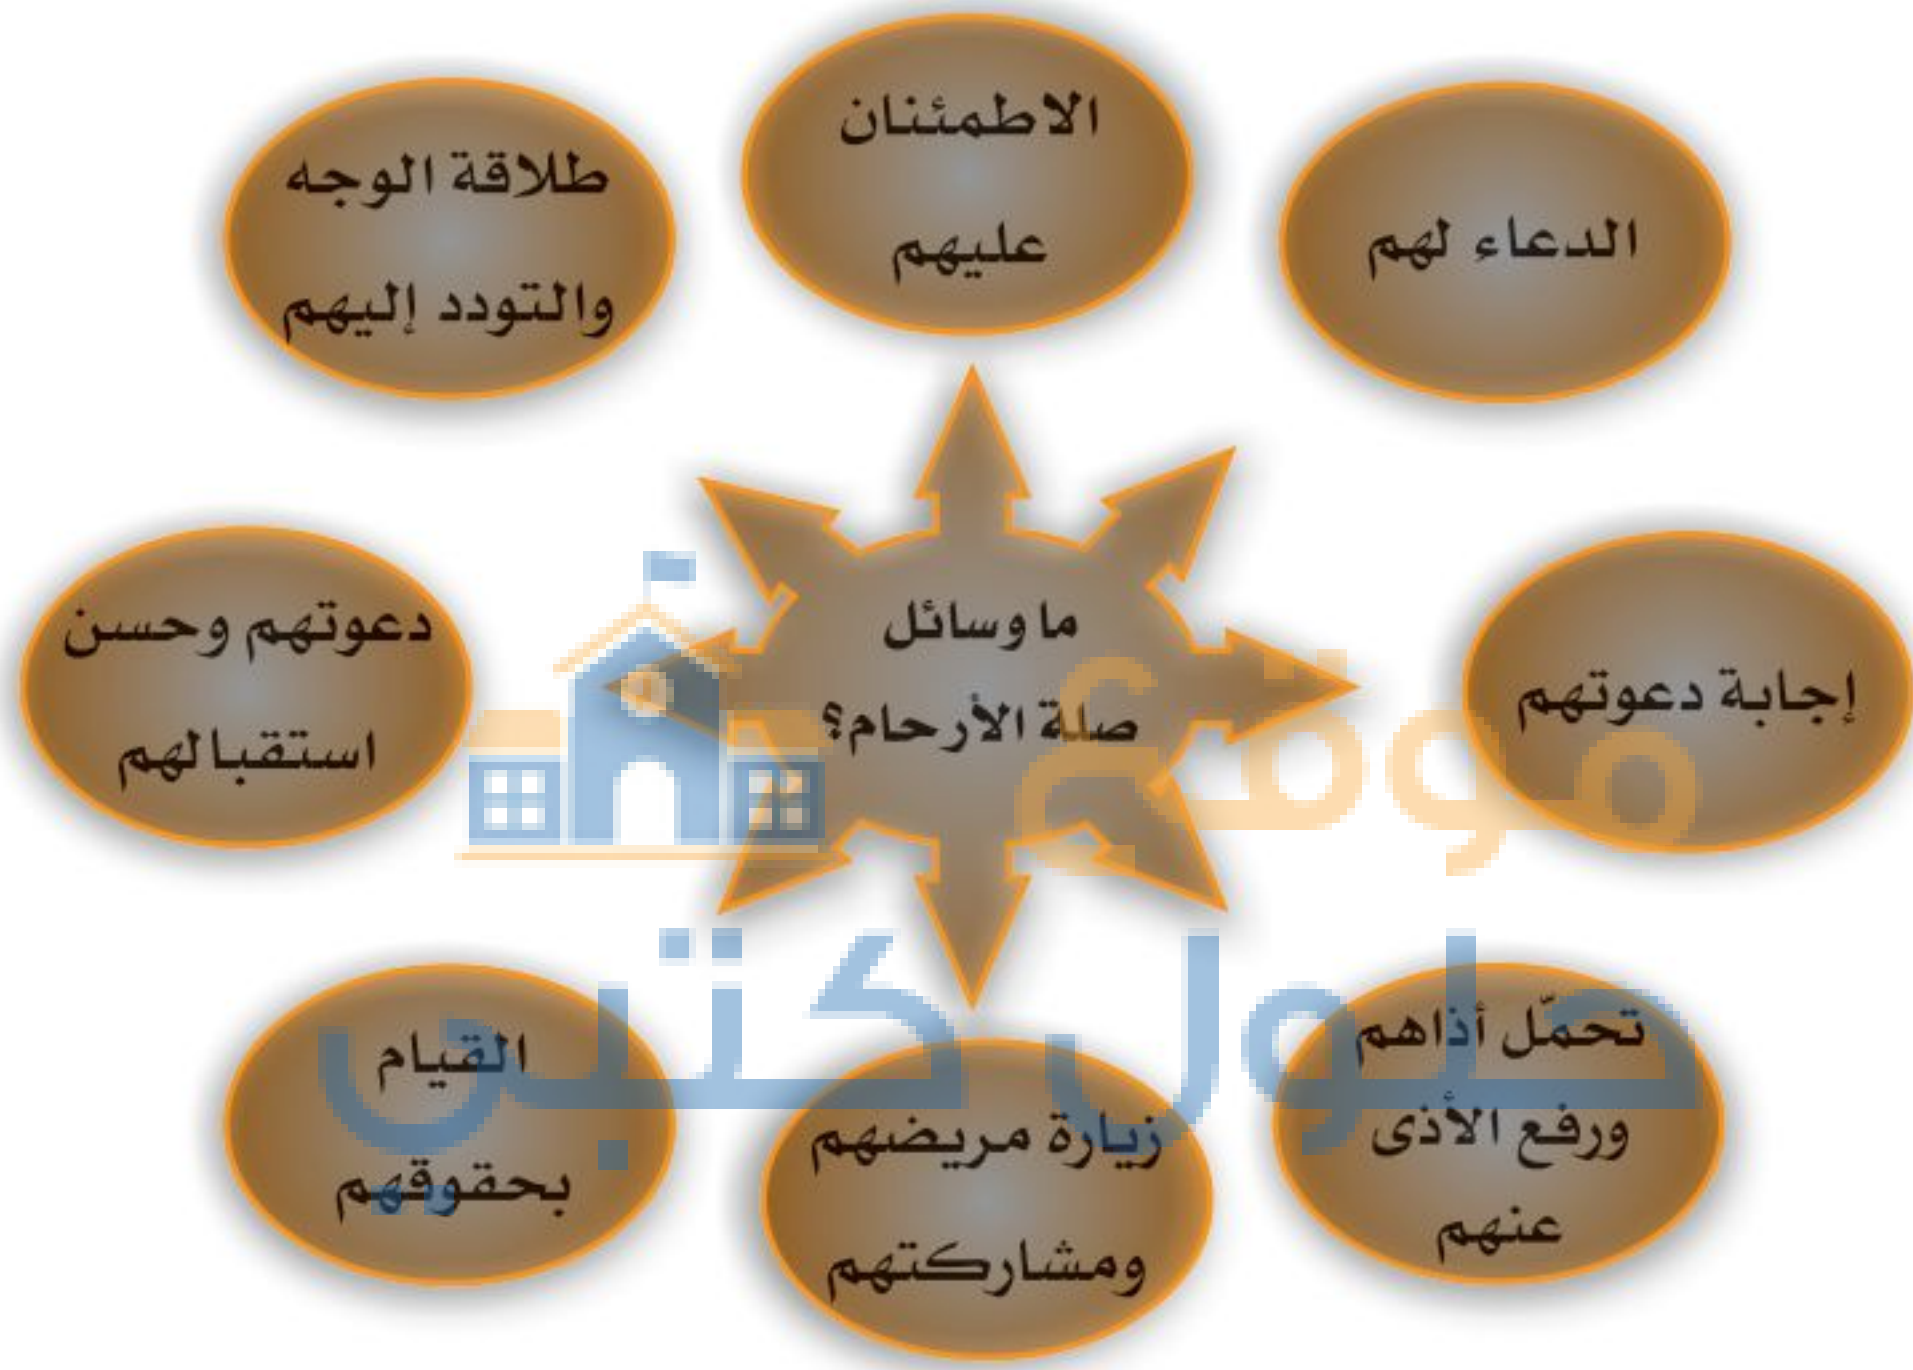 ما وسائل
صلة الأرحام؟
الاطمئنان
عليهم
الدعاء لهم
إجابة دعوتهم
تحمّل أذاهم
ورفع الأذى
عنهم
زيارة مريضهم
ومشاركتهم
القيام
بحقوقهم
دعوتهم وحسن
استقبالهم
طلاقة الوجه
والتودد إليهم
موقع
حلول كتبي